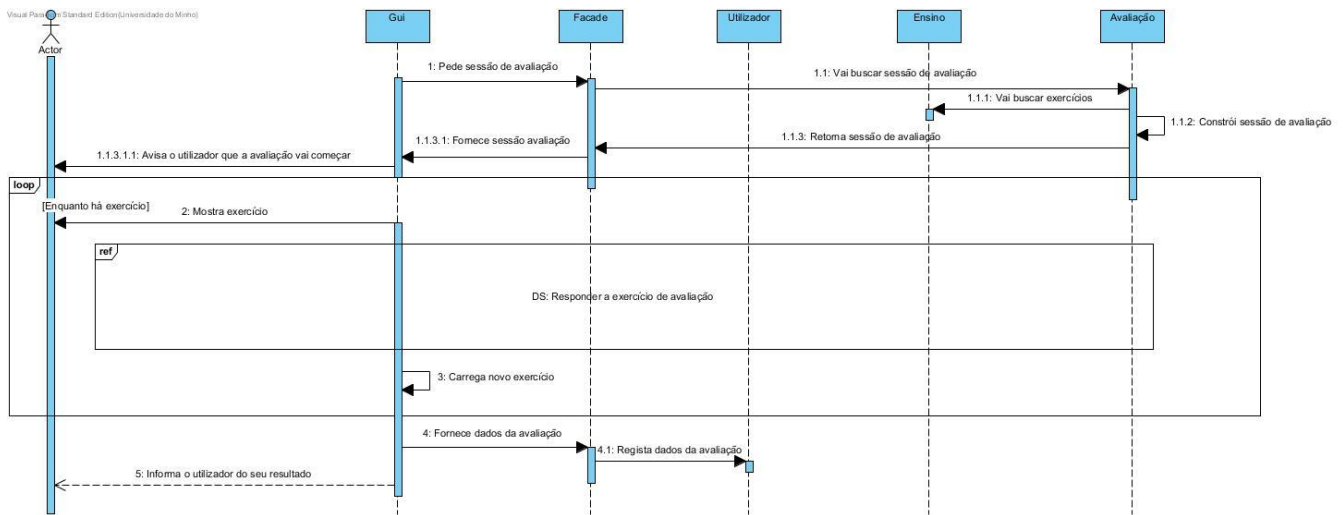 Visual Paradigm Standard Edition(Universidade do Minho)
Actor
Gui
Facade
Utilizador
Ensino
Avaliação
1: Pede sessão de avaliação
1.1: Vai buscar sessão de avaliação
1.1.1: Vai buscar exercícios
1.1.2: Constrói sessão de avaliação
1.1.3: Retorna sessão de avaliação
1.1.3.1: Fornece sessão avaliação
1.1.3.1.1: Avisa o utilizador que a avaliação vai começar
loop
[Enquanto há exercício]
2: Mostra exercício
ref
DS: Responder a exercício de avaliação
3: Carrega novo exercício
4: Fornece dados da avaliação
4.1: Regista dados da avaliação
5: Informa o utilizador do seu resultado